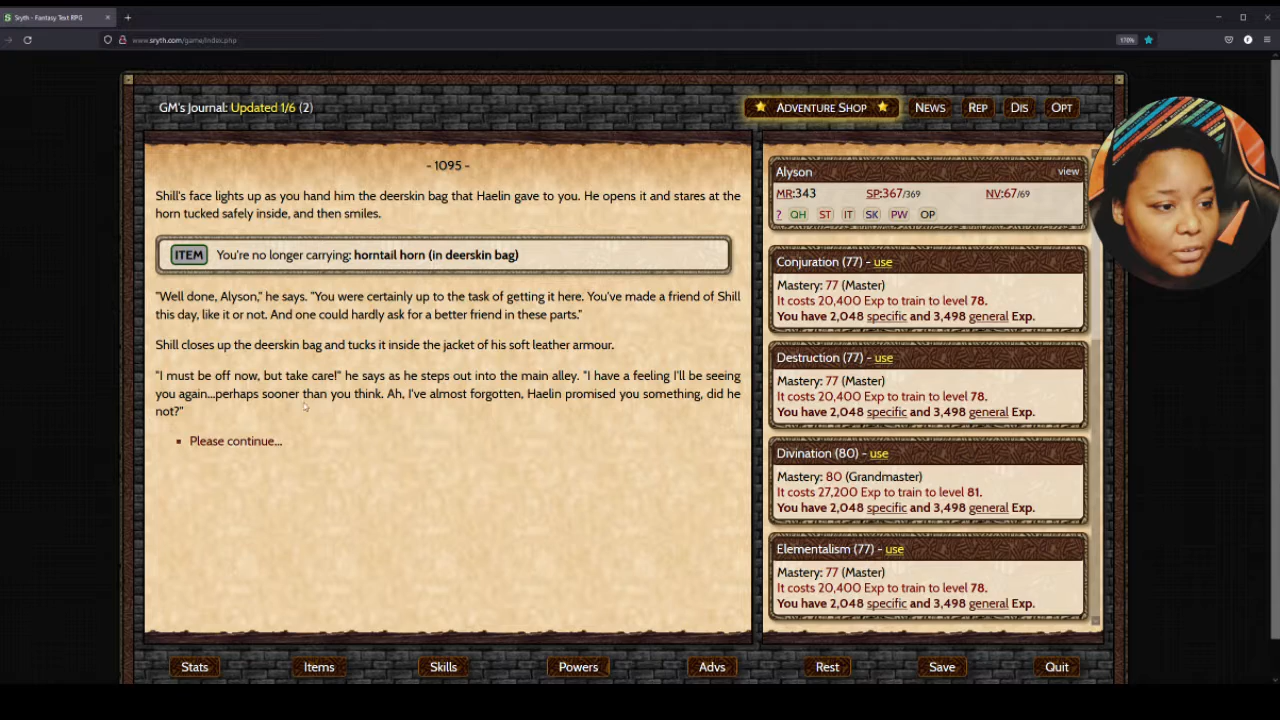 Sryth - Fantasy Text RPG
www.sryth.com/game/index.php
170%
GM's Journal: Updated 1/6 (2)
ADVENTURE SHOP
NEWS
REP
DIS
OPT
- 1095 -
Shill's face lights up as you hand him the deerskin bag that Haelin gave to you. He opens it and stares at the
horn tucked safely inside, and then smiles.
ITEM You're no longer carrying: horntail horn (in deerskin bag)
"Well done, Alyson," he says. "You were certainly up to the task of getting it here. You've made a friend of Shill
this day, like it or not. And one could hardly ask for a better friend in these parts."
Shill closes up the deerskin bag and tucks it inside the jacket of his soft leather armour.
"I must be off now, but take care!" he says as he steps out into the main alley. "I have a feeling I'll be seeing
you again...perhaps sooner than you think. Ah, I've almost forgotten, Haelin promised you something, did he
not?"
Please continue...
Alyson
view
MR:343 SP:367/369 NV:67/69
? QH ST IT SK PW OP
Conjuration (77) - use
Mastery: 77 (Master)
It costs 20,400 Exp to train to level 78.
You have 2,048 specific and 3,498 general Exp.
Destruction (77) - use
Mastery: 77 (Master)
It costs 20,400 Exp to train to level 78.
You have 2,048 specific and 3,498 general Exp.
Divination (80) - use
Mastery: 80 (Grandmaster)
It costs 27,200 Exp to train to level 81.
You have 2,048 specific and 3,498 general Exp.
Elementalism (77) - use
Mastery: 77 (Master)
It costs 20,400 Exp to train to level 78.
You have 2,048 specific and 3,498 general Exp.
Stats
Items
Skills
Powers
Advs
Rest
Save
Quit